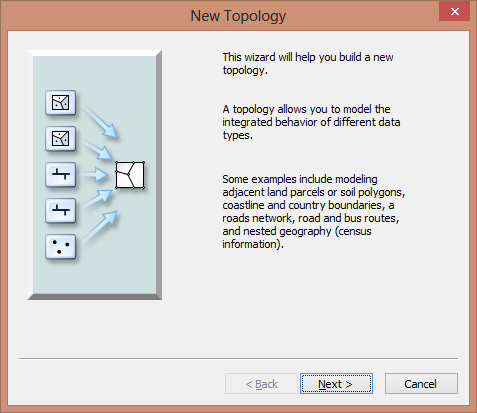 New Topology
This wizard will help you build a new
topology.
A topology allows you to model the
integrated behavior of different data
types.
Some examples include modeling
adjacent land parcels or soil polygons,
coastline and country boundaries, a
roads network, road and bus routes,
and nested geography (census
information).
< Back
Next >
Cancel